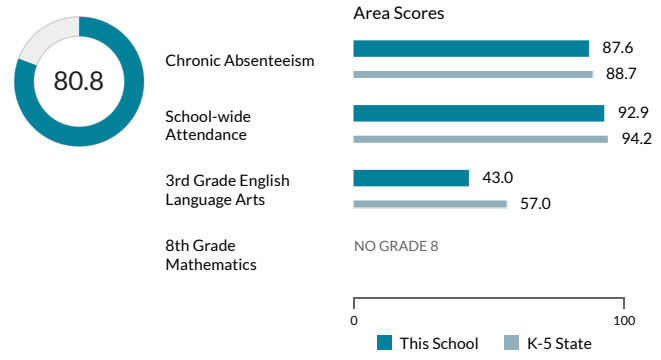 Area Scores
80.8
Chronic Absenteeism
87.6
88.7
School-wide
Attendance
92.9
94.2
3rd Grade English
Language Arts
43.0
57.0
8th Grade
Mathematics
NO GRADE 8
0
100
This School
K-5 State